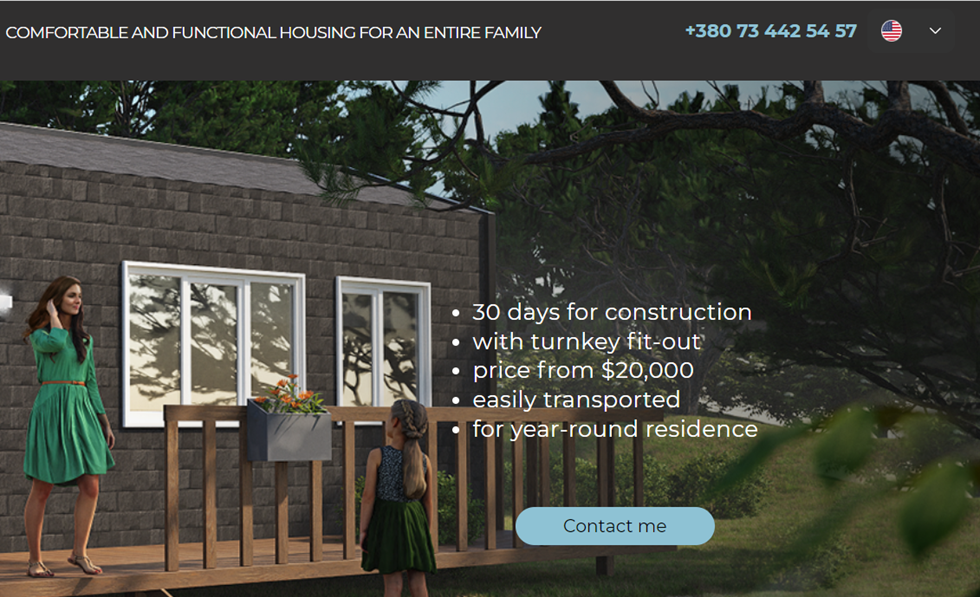 COMFORTABLE AND FUNCTIONAL HOUSING FOR AN ENTIRE FAMILY
+380 73 442 54 57
• 30 days for construction
• with turnkey fit-out
• price from $20,000
• easily transported
• for year-round residence
Contact me